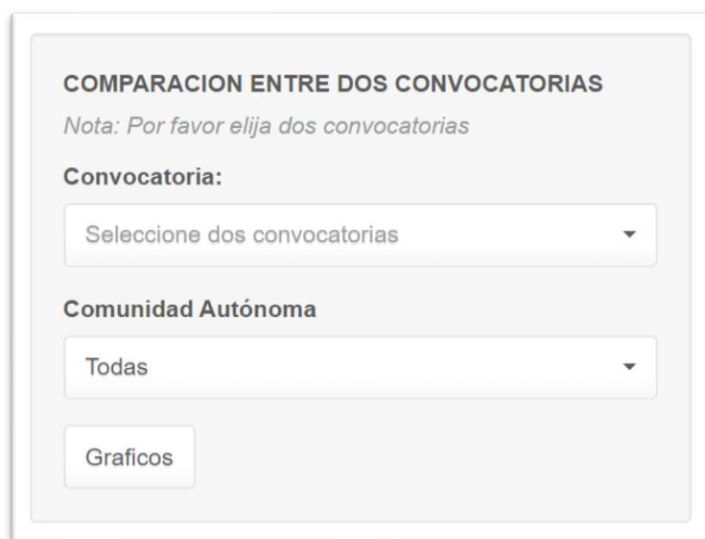 COMPARACION ENTRE DOS CONVOCATORIAS
Nota: Por favor elija dos convocatorias
Convocatoria:
Seleccione dos convocatorias
Comunidad Autónoma
Todas
Graficos